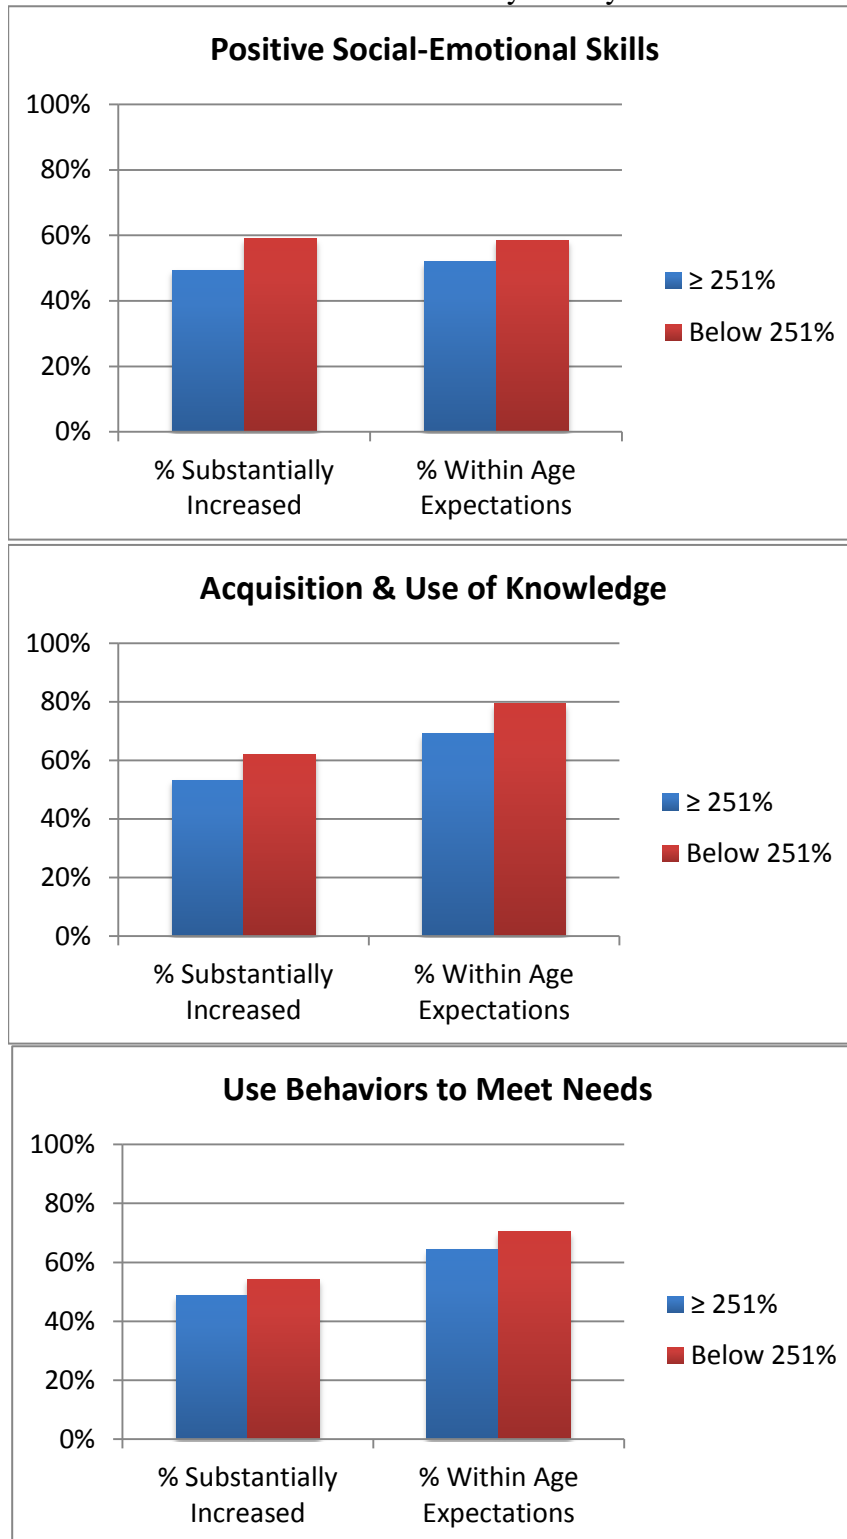 Positive Social-Emotional Skills
100%
80%
60%
40%
20%
0%
% Substantially
Increased
% Within Age
Expectations
≥ 251%
Below 251%
Acquisition & Use of Knowledge
100%
80%
60%
40%
20%
0%
% Substantially
Increased
% Within Age
Expectations
≥ 251%
Below 251%
Use Behaviors to Meet Needs
100%
80%
60%
40%
20%
0%
% Substantially
Increased
% Within Age
Expectations
≥ 251%
Below 251%